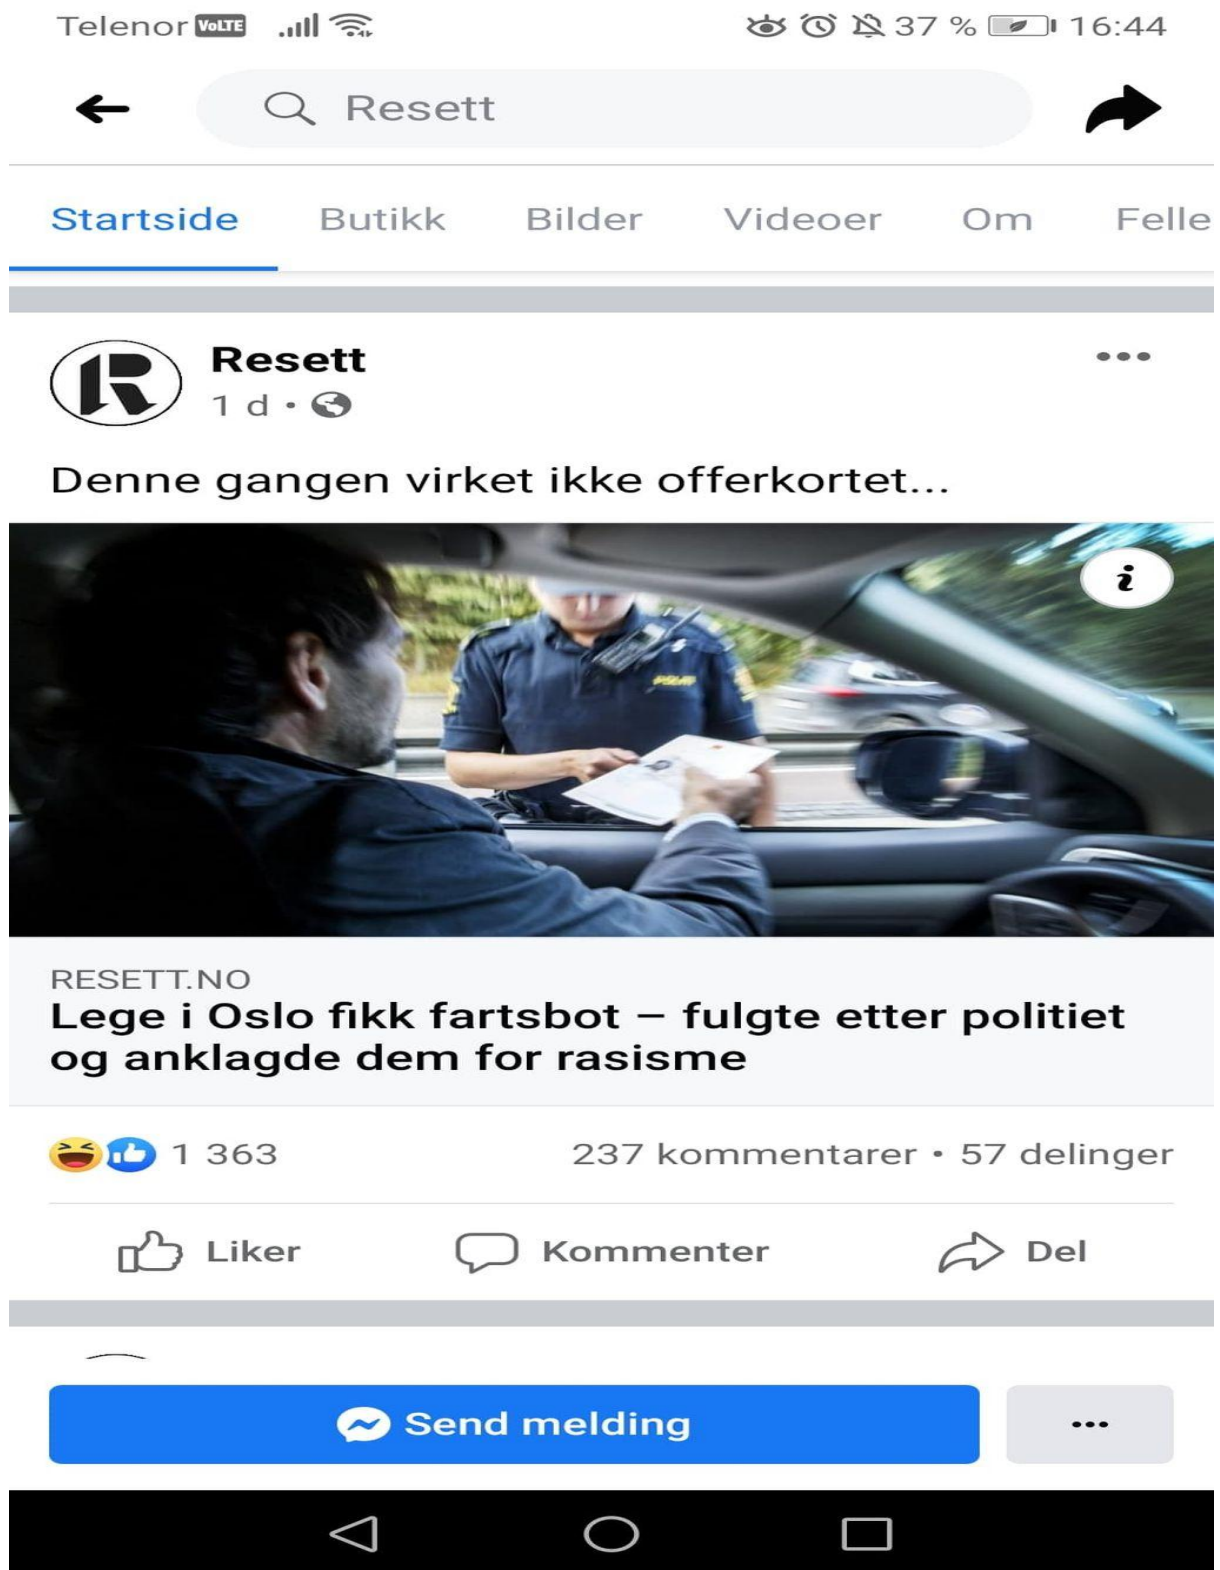 Telenor VoLTE 37 % 16:44
Resett
Startside Butikk Bilder Videoer Om Felle
Resett
1 d
Denne gangen virket ikke offerkortet...
POLITI
RESETT.NO
Lege i Oslo fikk fartsbot – fulgte etter politiet
og anklagde dem for rasisme
1 363 237 kommentarer • 57 delinger
Liker Kommenter Del
Send melding